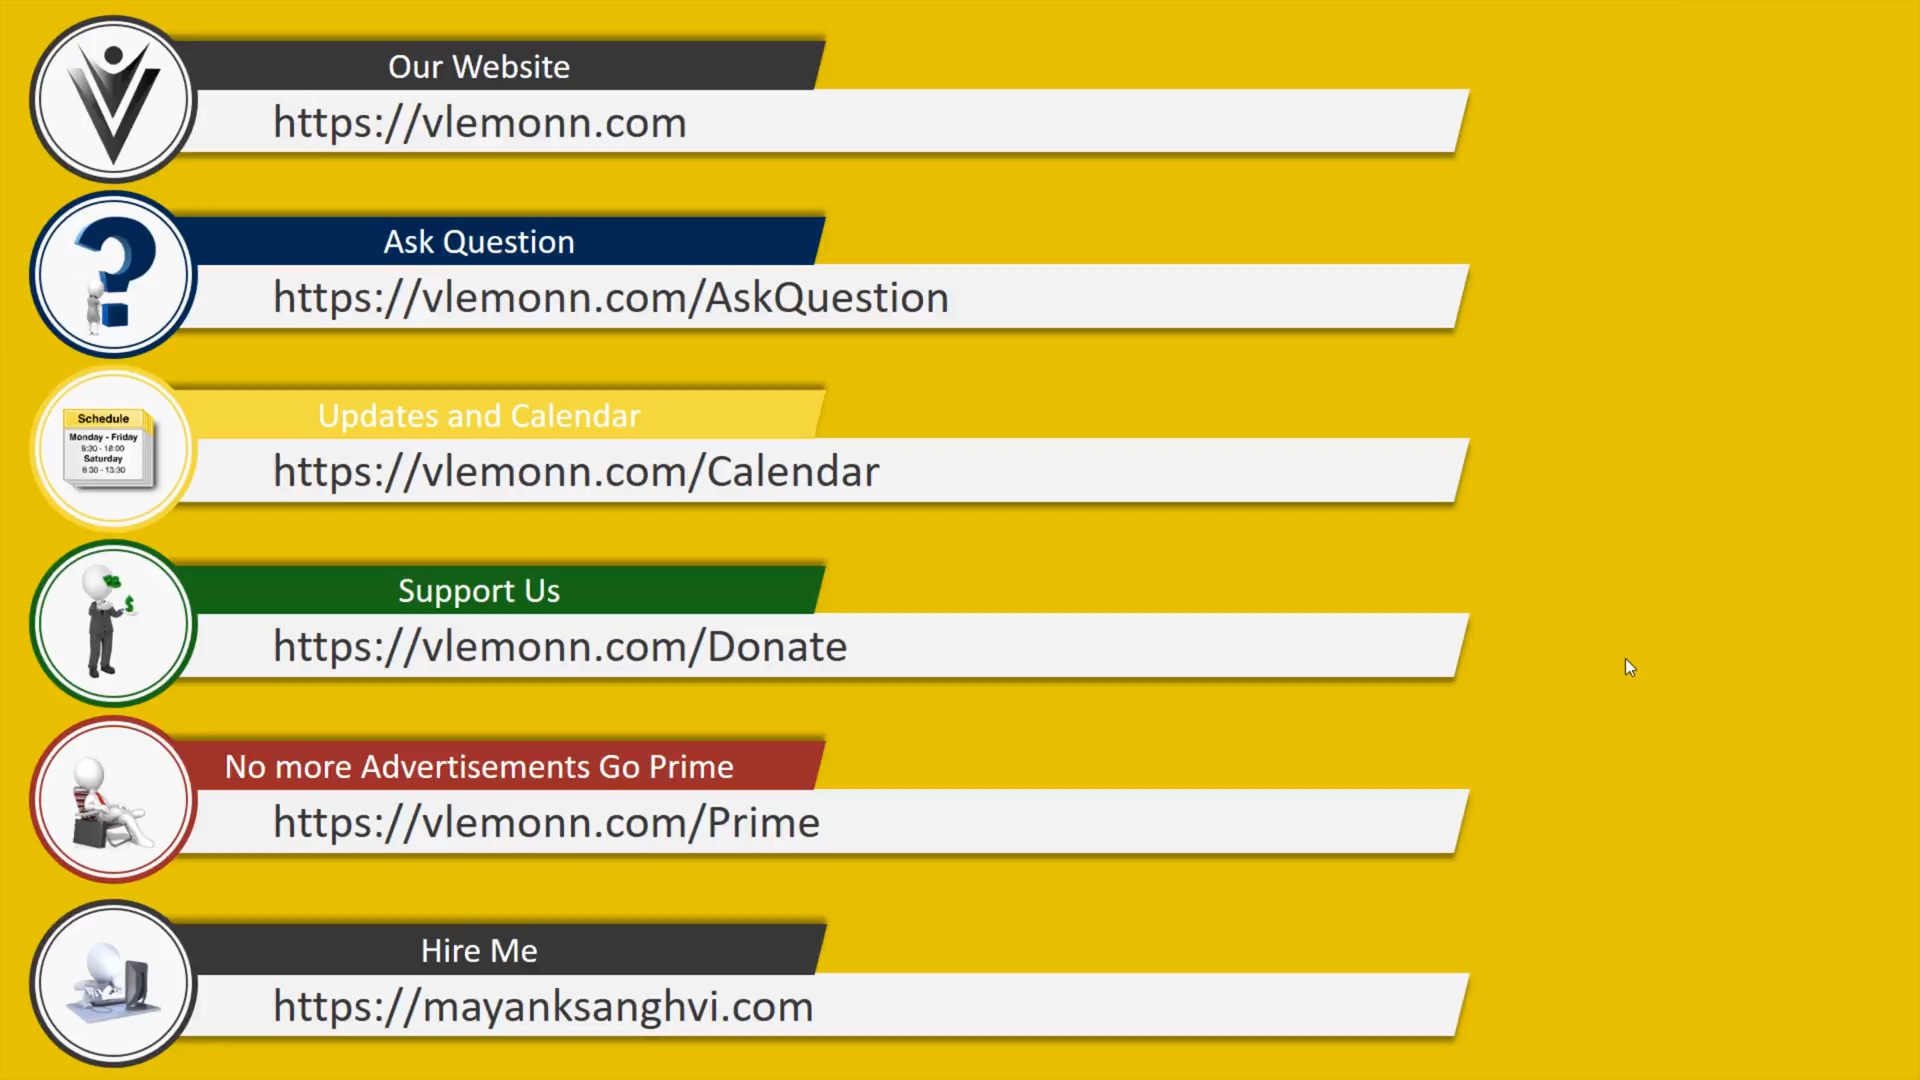 Our Website
https://vlemonn.com
Ask Question
https://vlemonn.com/AskQuestion
Updates and Calendar
Schedule
Monday - Friday
8:30 - 18:00
Saturday
8:30 - 13:30
https://vlemonn.com/Calendar
Support Us
$
https://vlemonn.com/Donate
No more Advertisements Go Prime
https://vlemonn.com/Prime
Hire Me
https://mayanksanghvi.com